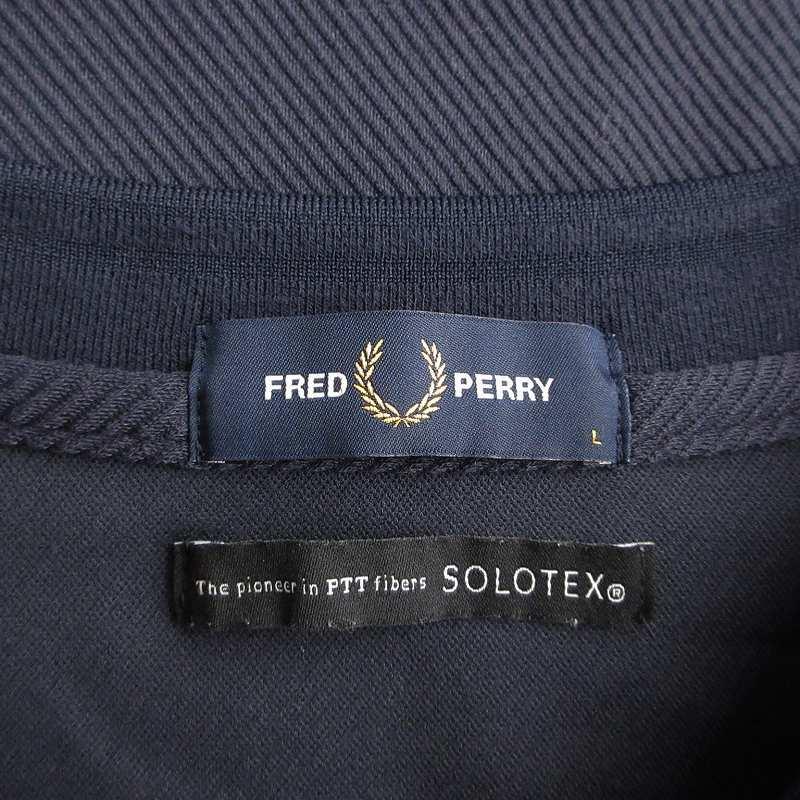 FRED PERRY
L
The pioneer in PTT fibers SOLOTEX®